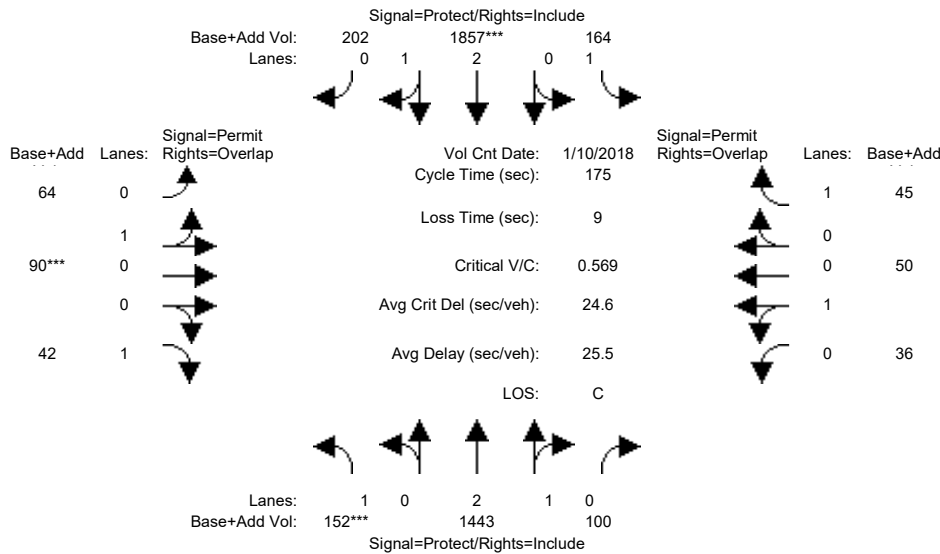 Signal=Protect/Rights=Include
Base+Add Vol: 202 1857*** 164
Lanes: 0 1 2 0 1
Signal=Permit Signal=Permit
Base+Add Lanes: Rights=Overlap Vol Cnt Date: 1/10/2018 Rights=Overlap Lanes: Base+Add
Cycle Time (sec): 175
64 0 1 45
Loss Time (sec): 9
1 0
90*** 0 Critical V/C: 0.569 0 50
0 Avg Crit Del (sec/veh): 24.6 1
42 1 Avg Delay (sec/veh): 25.5 0 36
LOS: C
Lanes: 1 0 2 1 0
Base+Add Vol: 152*** 1443 100
Signal=Protect/Rights=Include